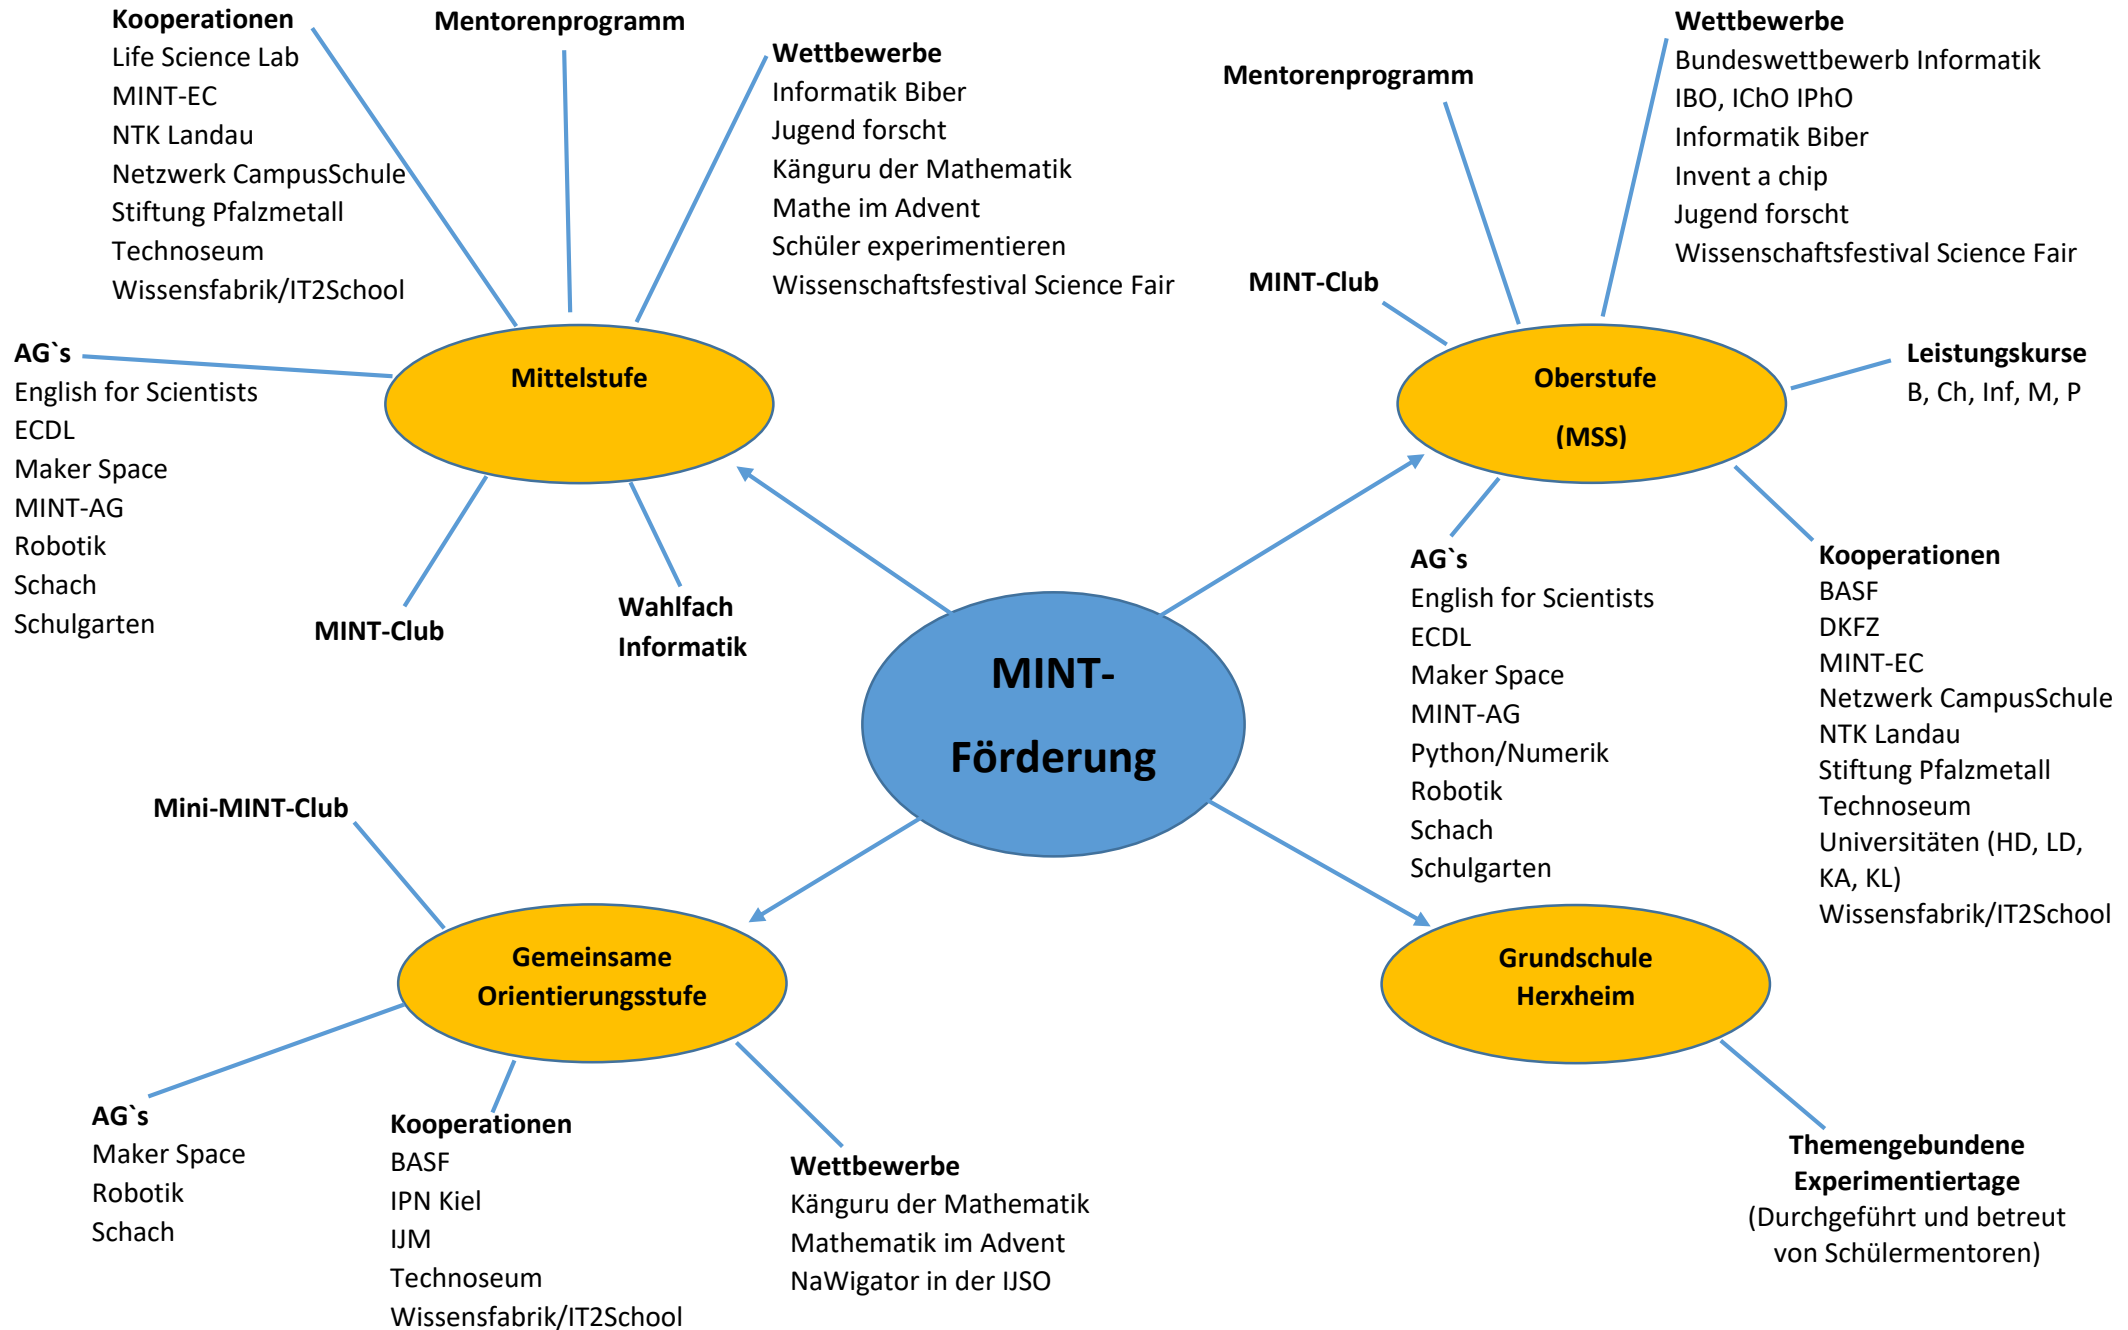 Kooperationen
Life Science Lab
MINT-EC
NTK Landau
Netzwerk CampusSchule
Stiftung Pfalzmetall
Technoseum
Wissensfabrik/IT2School
Mentorenprogramm
Wettbewerbe
Informatik Biber
Jugend forscht
Känguru der Mathematik
Mathe im Advent
Schüler experimentieren
Wissenschaftsfestival Science Fair
AG`s
English for Scientists
ECDL
Maker Space
MINT-AG
Robotik
Schach
Schulgarten
Mittelstufe
MINT-Club
Wahlfach
Informatik
Mentorenprogramm
MINT-Club
Wettbewerbe
Bundeswettbewerb Informatik
IBO, IChO IPhO
Informatik Biber
Invent a chip
Jugend forscht
Wissenschaftsfestival Science Fair
Oberstufe
(MSS)
Leistungskurse
B, Ch, Inf, M, P
AG`s
English for Scientists
ECDL
Maker Space
MINT-AG
Python/Numerik
Robotik
Schach
Schulgarten
Kooperationen
BASF
DKFZ
MINT-EC
Netzwerk CampusSchule
NTK Landau
Stiftung Pfalzmetall
Technoseum
Universitäten (HD, LD,
KA, KL)
Wissensfabrik/IT2School
MINT-
Förderung
Mini-MINT-Club
Gemeinsame
Orientierungsstufe
AG`s
Maker Space
Robotik
Schach
Kooperationen
BASF
IPN Kiel
IJM
Technoseum
Wissensfabrik/IT2School
Wettbewerbe
Känguru der Mathematik
Mathematik im Advent
NaWigator in der IJSO
Grundschule
Herxheim
Themengebundene
Experimentiertage
(Durchgeführt und betreut
von Schülermentoren)